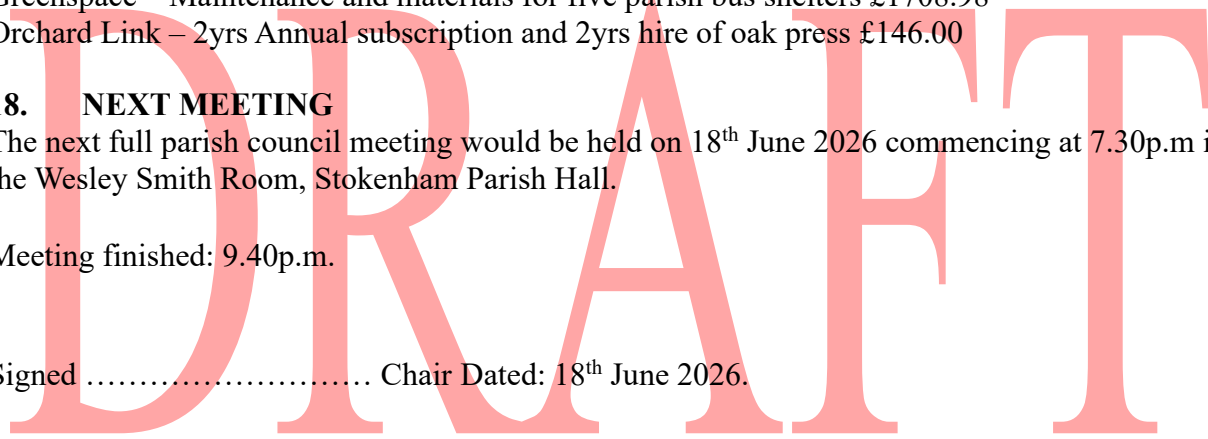 Greenspace – Maintenance and materials for five parish bus shelters £1708.98
Orchard Link – 2yrs Annual subscription and 2yrs hire of oak press £146.00
18. NEXT MEETING
The next full parish council meeting would be held on 18th June 2026 commencing at 7.30p.m
the Wesley Smith Room, Stokenham Parish Hall.
Meeting finished: 9.40p.m.
Signed ……………………… Chair Dated: 18th June 2026.
DRAFT